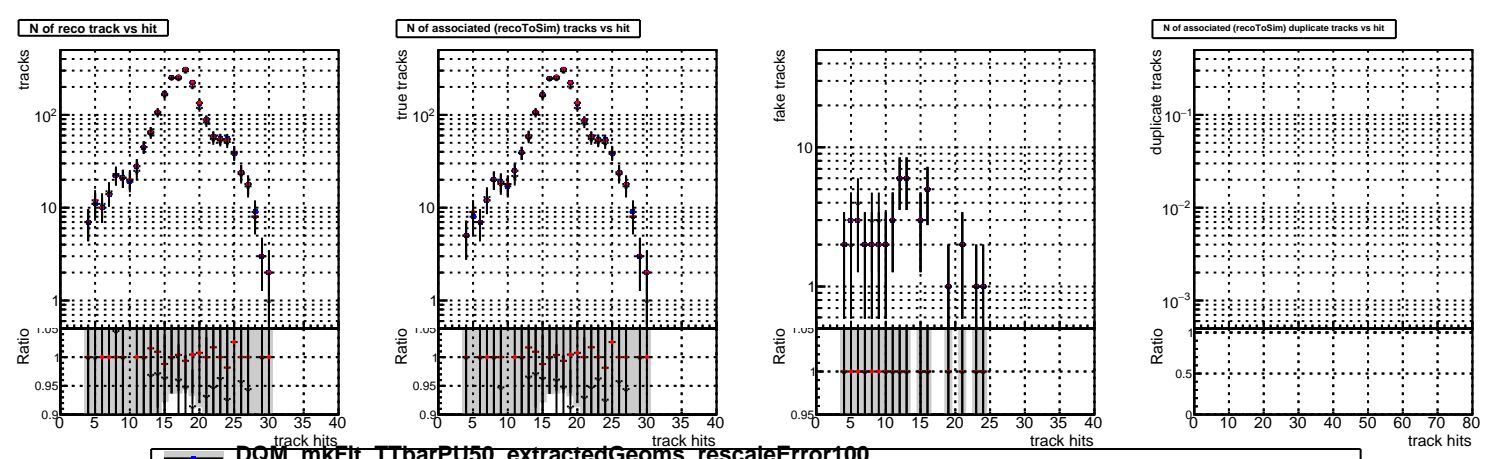 N of reco track vs hit
N of associated (recoToSim) tracks vs hit
N of associated (recoToSim) duplicate tracks vs hit
tracks
10²
10
1
Ratio
1.05
1
0.95
0.9
0 5 10 15 20 25 30 35 40
track hits
true tracks
10²
10
1
Ratio
1.05
1
0.95
0.9
0 5 10 15 20 25 30 35 40
track hits
fake tracks
10
1
Ratio
1.05
1
0.95
0 5 10 15 20 25 30 35 40
track hits
duplicate tracks
10⁻¹
10⁻²
10⁻³
Ratio
1
0.5
0
0 10 20 30 40 50 60 70 80
track hits
DQM_mkFit_TTbarPU50_extractedGeoms_rescaleError100